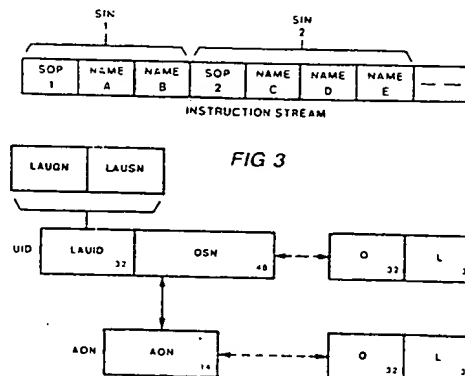 SIN
1
SIN
2
SOP
1
NAME
A
NAME
B
SOP
2
NAME
C
NAME
D
NAME
E
INSTRUCTION STREAM
FIG 3
LAUGN
LAUSN
UID
LAUID
32
OSN
48
O
32
L
AON
AON
14
O
32
L